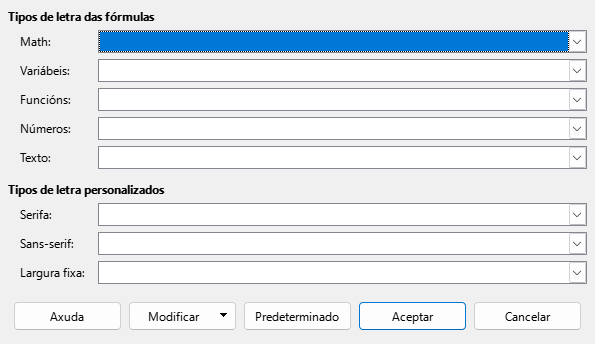 Tipos de letra das fórmulas
Math:
Variábeis:
Funcións:
Números:
Texto:
Tipos de letra personalizados
Serifa:
Sans-serif:
Largura fixa:
Axuda Modificar Predeterminado Aceptar Cancelar